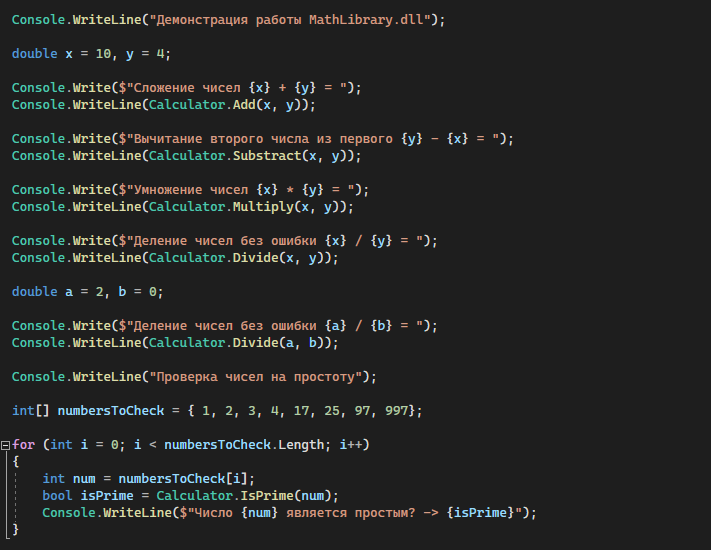 Console.WriteLine("Демонстрация работы MathLibrary.dll");
double x = 10, y = 4;
Console.Write($"Сложение чисел {x} + {y} = ");
Console.WriteLine(Calculator.Add(x, y));
Console.Write($"Вычитание второго числа из первого {y} - {x} = ");
Console.WriteLine(Calculator.Substract(x, y));
Console.Write($"Умножение чисел {x} * {y} = ");
Console.WriteLine(Calculator.Multiply(x, y));
Console.Write($"Деление чисел без ошибки {x} / {y} = ");
Console.WriteLine(Calculator.Divide(x, y));
double a = 2, b = 0;
Console.Write($"Деление чисел без ошибки {a} / {b} = ");
Console.WriteLine(Calculator.Divide(a, b));
Console.WriteLine("Проверка чисел на простоту");
int[] numbersToCheck = { 1, 2, 3, 4, 17, 25, 97, 997};
for (int i = 0; i < numbersToCheck.Length; i++)
{
    int num = numbersToCheck[i];
    bool isPrime = Calculator.IsPrime(num);
    Console.WriteLine($"Число {num} является простым? -> {isPrime}");
}